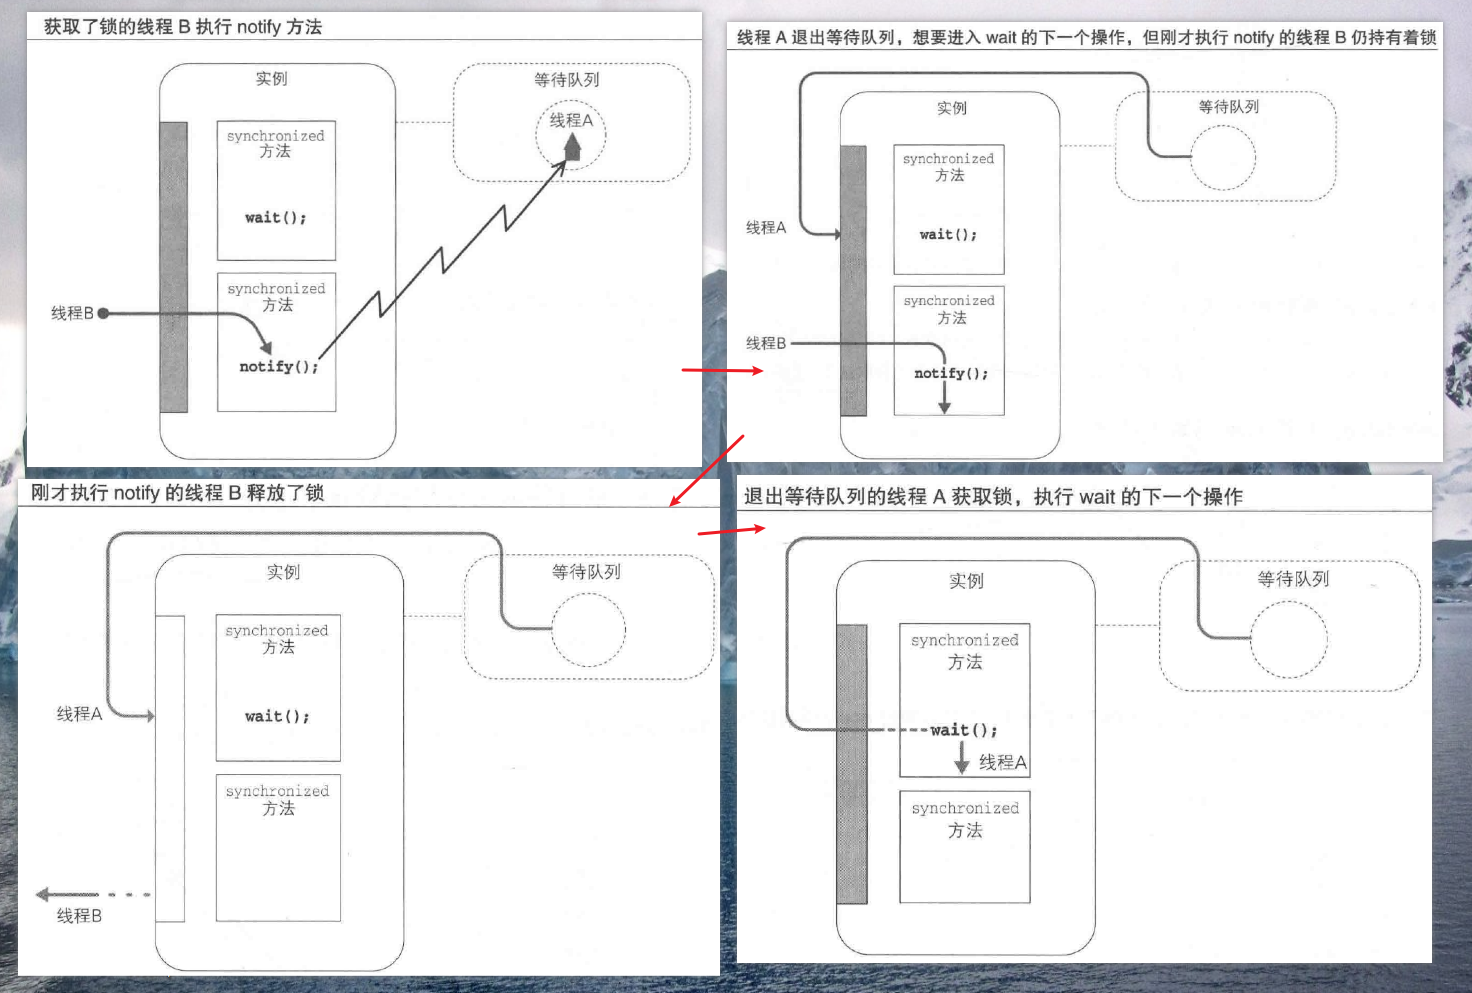 获取了锁的线程 B 执行 notify 方法
实例
等待队列
线程A
synchronized
方法
wait();
synchronized
方法
线程B
notify();
线程 A 退出等待队列，想要进入 wait 的下一个操作，但刚才执行 notify 的线程 B 仍持有着锁
实例
等待队列
synchronized
方法
线程A
wait();
synchronized
方法
线程B
notify();
刚才执行 notify 的线程 B 释放了锁
实例
等待队列
synchronized
方法
线程A
wait();
synchronized
方法
线程B
退出等待队列的线程 A 获取锁，执行 wait 的下一个操作
实例
等待队列
synchronized
方法
wait();
线程A
synchronized
方法